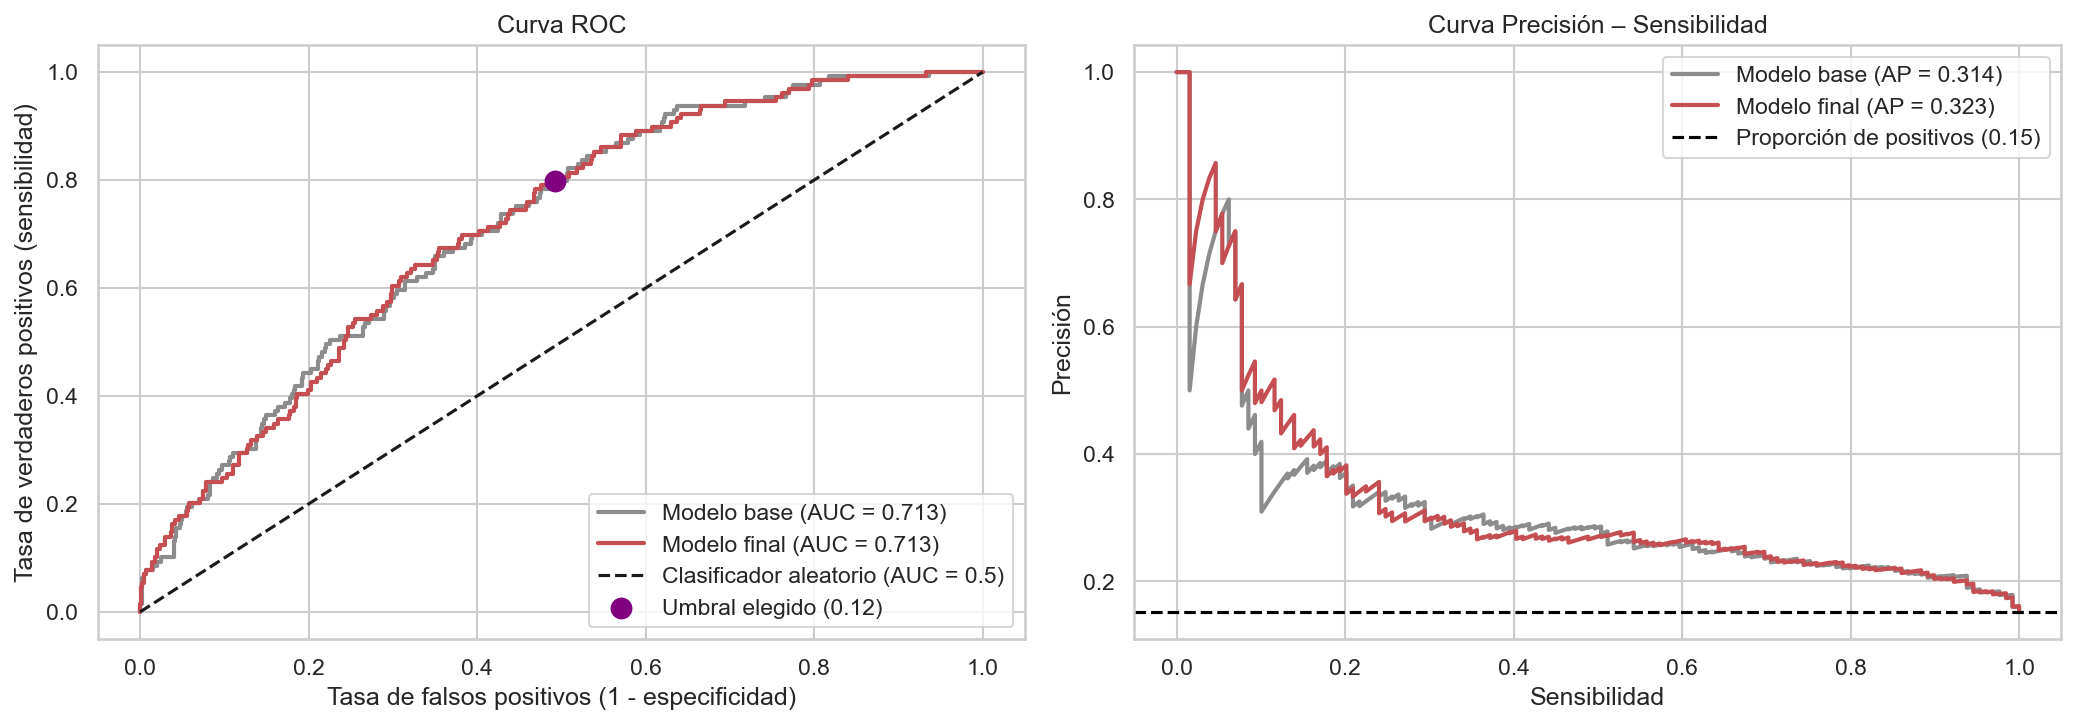 Curva ROC
Tasa de verdaderos positivos (sensibilidad)
1.0
0.8
0.6
0.4
0.2
0.0
0.0 0.2 0.4 0.6 0.8 1.0
Tasa de falsos positivos (1 - especificidad)
Modelo base (AUC = 0.713)
Modelo final (AUC = 0.713)
Clasificador aleatorio (AUC = 0.5)
Umbral elegido (0.12)
Curva Precisión – Sensibilidad
Precisión
1.0
0.8
0.6
0.4
0.2
0.0 0.2 0.4 0.6 0.8 1.0
Sensibilidad
Modelo base (AP = 0.314)
Modelo final (AP = 0.323)
Proporción de positivos (0.15)